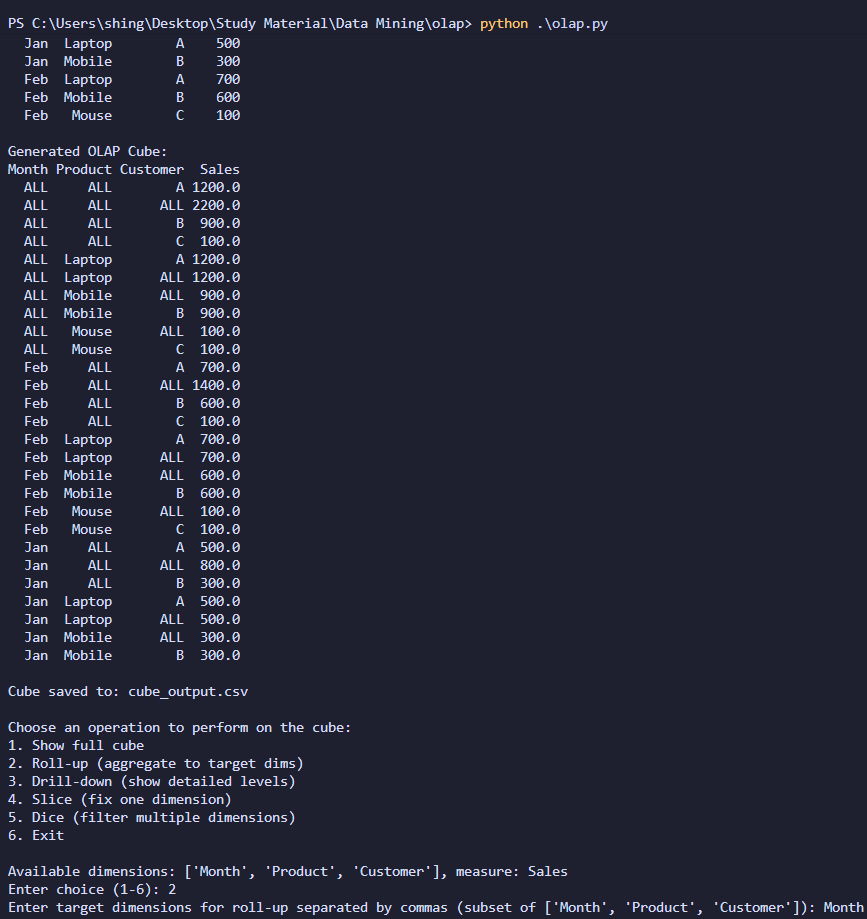 PS C:\Users\shing\Desktop\Study Material\Data Mining\olap> python .\olap.py
  Jan  Laptop        A    500
  Jan  Mobile        B    300
  Feb  Laptop        A    700
  Feb  Mobile        B    600
  Feb   Mouse        C    100

Generated OLAP Cube:
Month Product Customer  Sales
  ALL     ALL        A 1200.0
  ALL     ALL      ALL 2200.0
  ALL     ALL        B  900.0
  ALL     ALL        C  100.0
  ALL  Laptop        A 1200.0
  ALL  Laptop      ALL 1200.0
  ALL  Mobile      ALL  900.0
  ALL  Mobile        B  900.0
  ALL   Mouse      ALL  100.0
  ALL   Mouse        C  100.0
  Feb     ALL        A  700.0
  Feb     ALL      ALL 1400.0
  Feb     ALL        B  600.0
  Feb     ALL        C  100.0
  Feb  Laptop        A  700.0
  Feb  Laptop      ALL  700.0
  Feb  Mobile      ALL  600.0
  Feb  Mobile        B  600.0
  Feb   Mouse      ALL  100.0
  Feb   Mouse        C  100.0
  Jan     ALL        A  500.0
  Jan     ALL      ALL  800.0
  Jan     ALL        B  300.0
  Jan  Laptop        A  500.0
  Jan  Laptop      ALL  500.0
  Jan  Mobile      ALL  300.0
  Jan  Mobile        B  300.0

Cube saved to: cube_output.csv

Choose an operation to perform on the cube:
1. Show full cube
2. Roll-up (aggregate to target dims)
3. Drill-down (show detailed levels)
4. Slice (fix one dimension)
5. Dice (filter multiple dimensions)
6. Exit

Available dimensions: ['Month', 'Product', 'Customer'], measure: Sales
Enter choice (1-6): 2
Enter target dimensions for roll-up separated by commas (subset of ['Month', 'Product', 'Customer']): Month